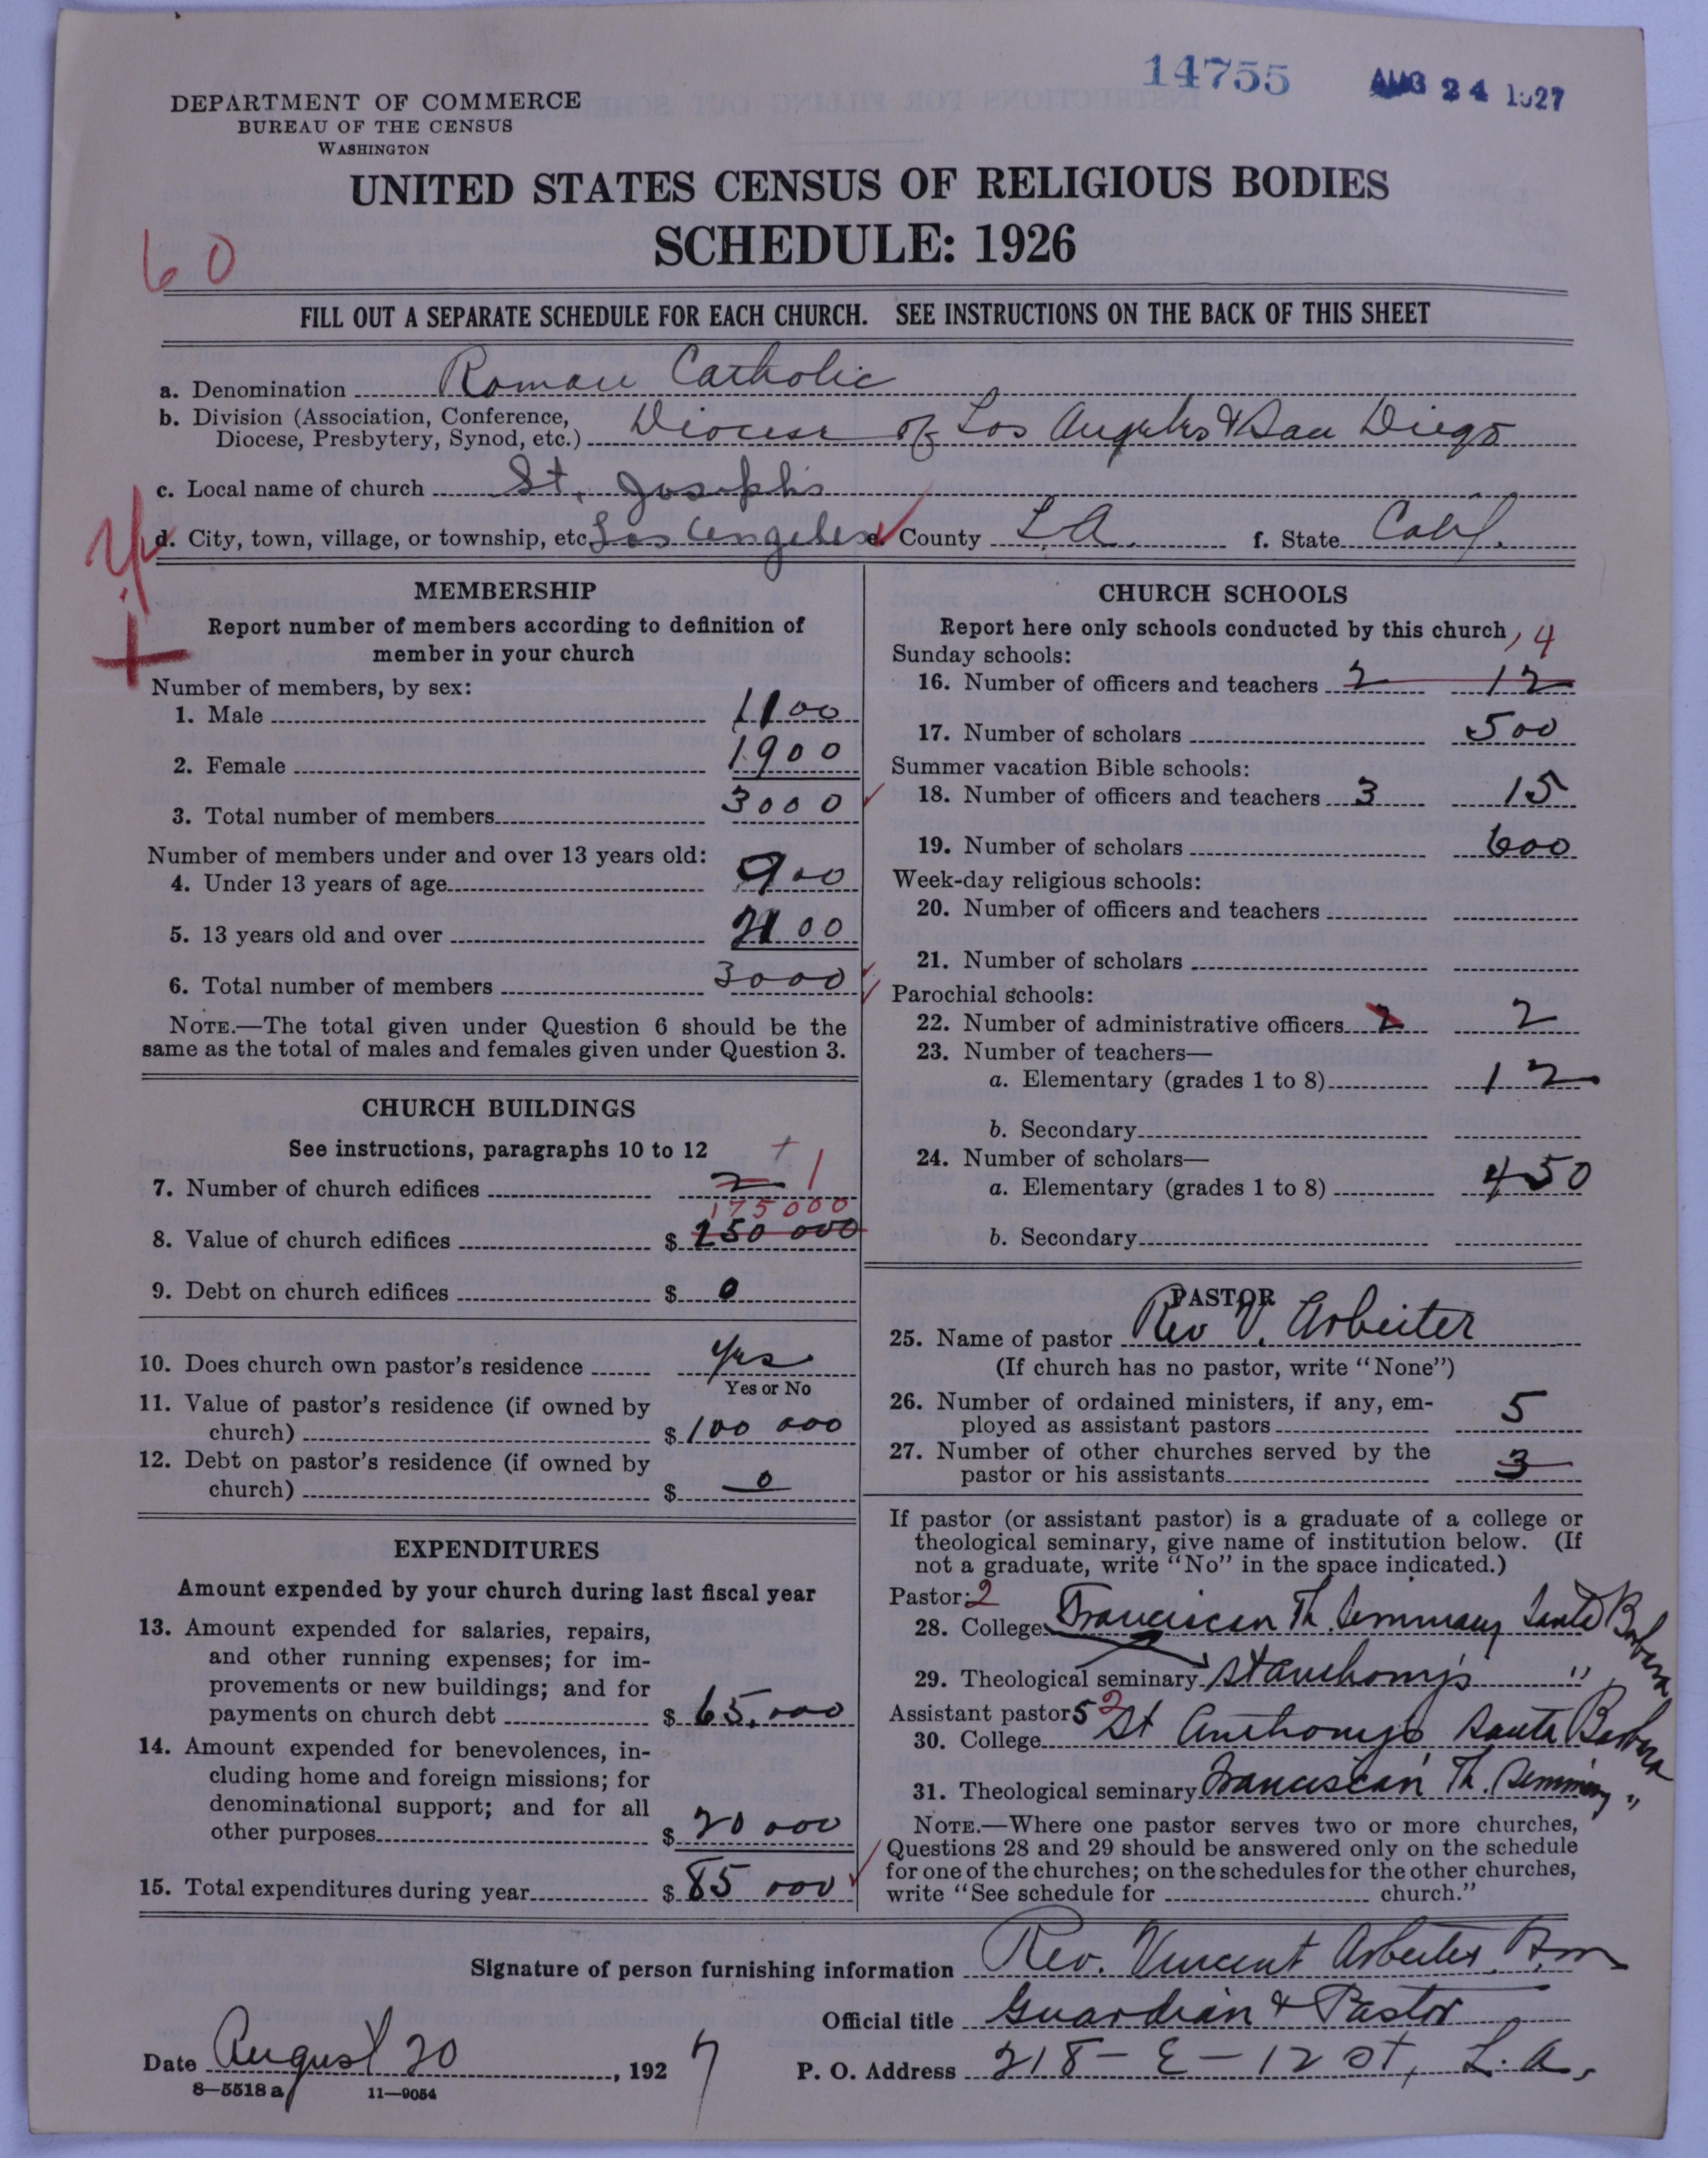 14755 AUG 24 1927
DEPARTMENT OF COMMERCE
BUREAU OF THE CENSUS
WASHINGTON
UNITED STATES CENSUS OF RELIGIOUS BODIES
SCHEDULE: 1926
60
FILL OUT A SEPARATE SCHEDULE FOR EACH CHURCH. SEE INSTRUCTIONS ON THE BACK OF THIS SHEET
a. Denomination Roman Catholic
b. Division (Association, Conference,
Diocese, Presbytery, Synod, etc.) Diocese of Los Angeles & San Diego
c. Local name of church St. Josephs
d. City, town, village, or township, etc. Los Angeles e. County L.A. f. State Calif.
MEMBERSHIP
Report number of members according to definition of
member in your church
Number of members, by sex:
1. Male 1100
2. Female 1900
3. Total number of members 3000
Number of members under and over 13 years old:
4. Under 13 years of age 900
5. 13 years old and over 2100
6. Total number of members 3000
NOTE.—The total given under Question 6 should be the
same as the total of males and females given under Question 3.
CHURCH BUILDINGS
See instructions, paragraphs 10 to 12
7. Number of church edifices 2 1
175000
8. Value of church edifices $ 250 000
9. Debt on church edifices $ 0
10. Does church own pastor's residence yes
Yes or No
11. Value of pastor's residence (if owned by
church) $ 100 000
12. Debt on pastor's residence (if owned by
church) $ 0
EXPENDITURES
Amount expended by your church during last fiscal year
13. Amount expended for salaries, repairs,
and other running expenses; for im-
provements or new buildings; and for
payments on church debt $ 65.000
14. Amount expended for benevolences, in-
cluding home and foreign missions; for
denominational support; and for all
other purposes $ 20 000
15. Total expenditures during year $ 85 000
CHURCH SCHOOLS
Report here only schools conducted by this church
4
Sunday schools:
16. Number of officers and teachers 2 12
17. Number of scholars 500
Summer vacation Bible schools:
18. Number of officers and teachers 3 15
19. Number of scholars 600
Week-day religious schools:
20. Number of officers and teachers
21. Number of scholars
Parochial schools:
22. Number of administrative officers 2 2
23. Number of teachers—
a. Elementary (grades 1 to 8) 12
b. Secondary
24. Number of scholars—
a. Elementary (grades 1 to 8) 450
b. Secondary
PASTOR
25. Name of pastor Rev V. Arbeiter
(If church has no pastor, write "None")
26. Number of ordained ministers, if any, em-
ployed as assistant pastors 5
27. Number of other churches served by the
pastor or his assistants 3
If pastor (or assistant pastor) is a graduate of a college or
theological seminary, give name of institution below. (If
not a graduate, write "No" in the space indicated.)
Pastor: 2
28. College Franciscan Th. Seminary Santa Barbara
29. Theological seminary St Anthonys "
Assistant pastor 5 2
30. College St Anthonys Santa Barbara
31. Theological seminary Franciscan Th. Seminary "
NOTE.—Where one pastor serves two or more churches,
Questions 28 and 29 should be answered only on the schedule
for one of the churches; on the schedules for the other churches,
write "See schedule for church."
Signature of person furnishing information Rev. Vincent Arbeiter
Official title Guardian & Pastor
Date August 20, 1927 P. O. Address 218-E-12 St, L.A.
8—5518 a 11—9054